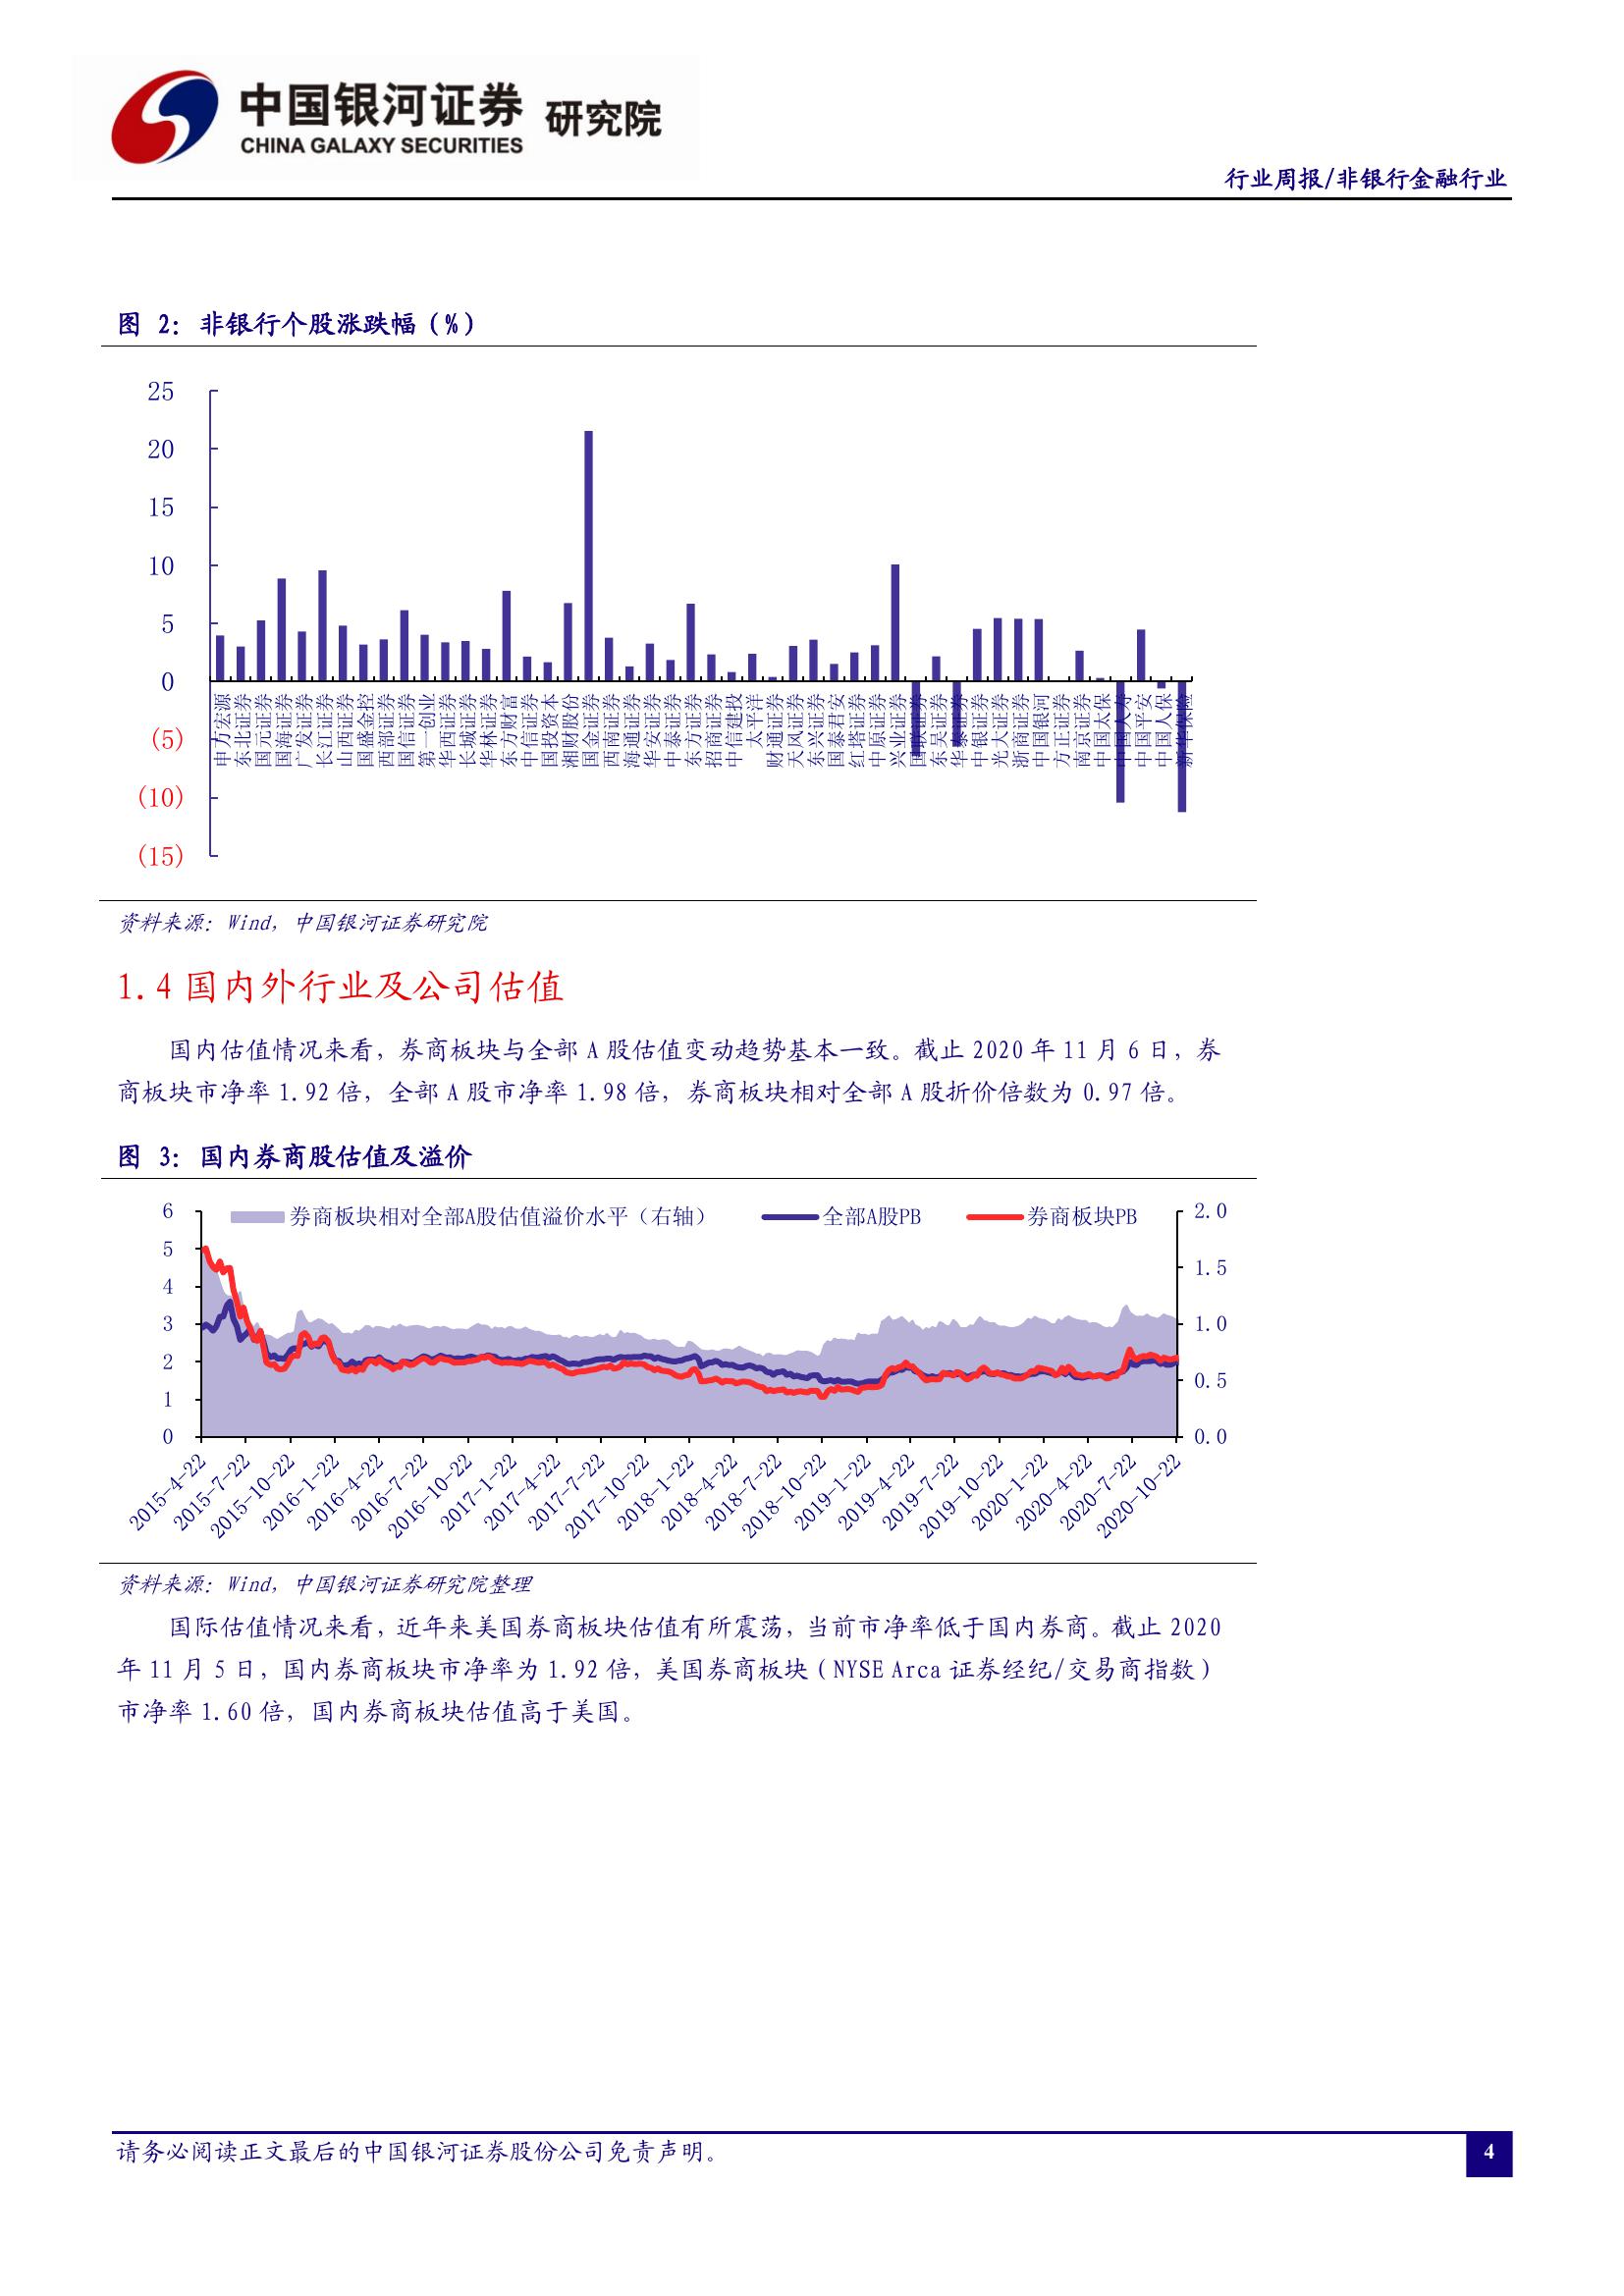 中国银河证券 研究院
CHINA GALAXY SECURITIES
行业周报/非银行金融行业
图 2: 非银行个股涨跌幅（%）
25
20
15
10
5
0
(5)
(10)
(15)
申万宏源
东北证券
国元证券
国海证券
广发证券
长江证券
山西证券
国盛金控
西部证券
国信证券
第一创业
华西证券
长城证券
华林证券
东方财富
中信证券
国投资本
湘财股份
国金证券
西南证券
海通证券
华安证券
中泰证券
东方证券
招商证券
中信建投
太平洋
财通证券
天风证券
东兴证券
国泰君安
红塔证券
中原证券
兴业证券
国联证券
东吴证券
华泰证券
中银证券
光大证券
浙商证券
中国银河
方正证券
南京证券
中国太保
中国人寿
中国平安
中国人保
新华保险
资料来源：Wind，中国银河证券研究院
1.4 国内外行业及公司估值
国内估值情况来看，券商板块与全部 A 股估值变动趋势基本一致。截止 2020 年 11 月 6 日，券
商板块市净率 1.92 倍，全部 A 股市净率 1.98 倍，券商板块相对全部 A 股折价倍数为 0.97 倍。
图 3: 国内券商股估值及溢价
券商板块相对全部A股估值溢价水平（右轴） 全部A股PB 券商板块PB
6
5
4
3
2
1
0
2.0
1.5
1.0
0.5
0.0
2015-4-22
2015-7-22
2015-10-22
2016-1-22
2016-4-22
2016-7-22
2016-10-22
2017-1-22
2017-4-22
2017-7-22
2017-10-22
2018-1-22
2018-4-22
2018-7-22
2018-10-22
2019-1-22
2019-4-22
2019-7-22
2019-10-22
2020-1-22
2020-4-22
2020-7-22
2020-10-22
资料来源：Wind，中国银河证券研究院整理
国际估值情况来看，近年来美国券商板块估值有所震荡，当前市净率低于国内券商。截止 2020
年 11 月 5 日，国内券商板块市净率为 1.92 倍，美国券商板块（NYSE Arca 证券经纪/交易商指数）
市净率 1.60 倍，国内券商板块估值高于美国。
请务必阅读正文最后的中国银河证券股份公司免责声明。
4